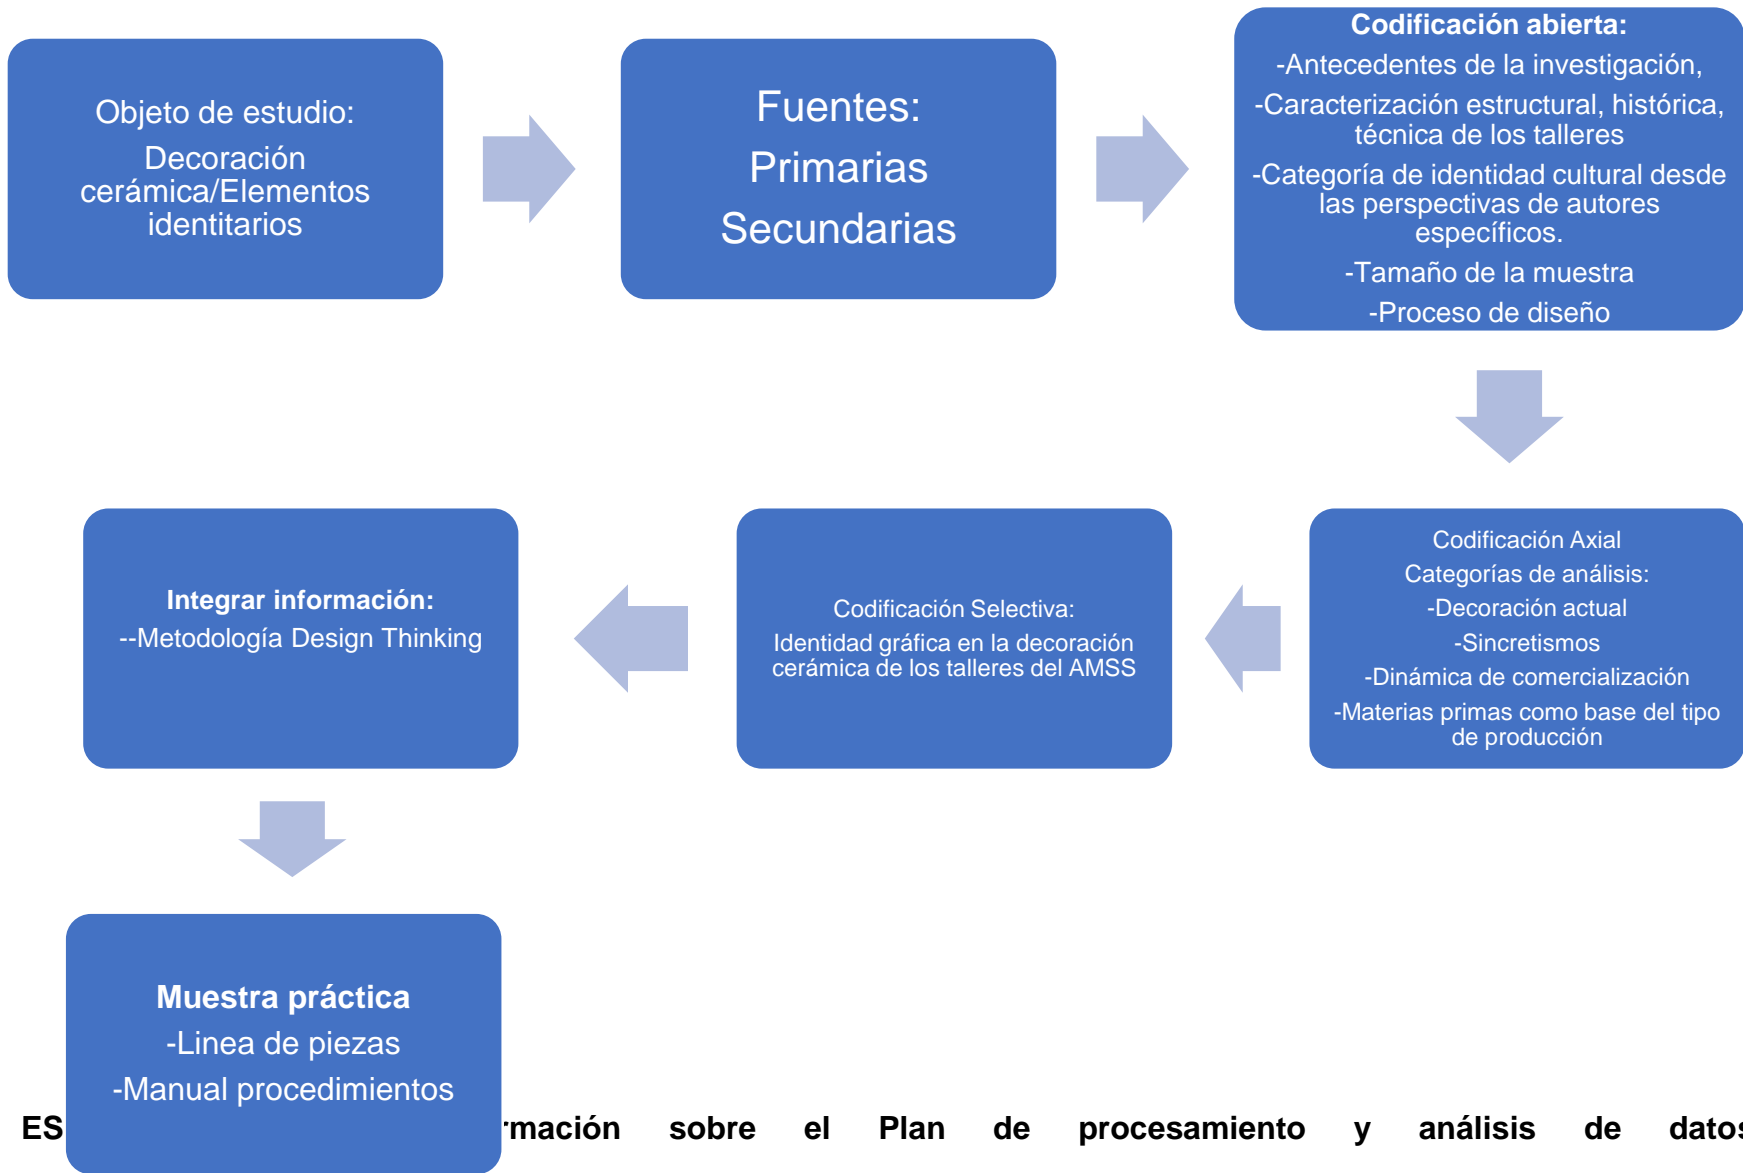 Objeto de estudio:
Decoración
cerámica/Elementos
identitarios
Fuentes:
Primarias
Secundarias
Codificación abierta:
-Antecedentes de la investigación,
-Caracterización estructural, histórica,
técnica de los talleres
-Categoría de identidad cultural desde
las perspectivas de autores
específicos.
-Tamaño de la muestra
-Proceso de diseño
Codificación Axial
Categorías de análisis:
-Decoración actual
-Sincretismos
-Dinámica de comercialización
-Materias primas como base del tipo
de producción
Codificación Selectiva:
Identidad gráfica en la decoración
cerámica de los talleres del AMSS
Integrar información:
--Metodología Design Thinking
Muestra práctica
-Linea de piezas
-Manual procedimientos
ES rmación sobre el Plan de procesamiento y análisis de datos